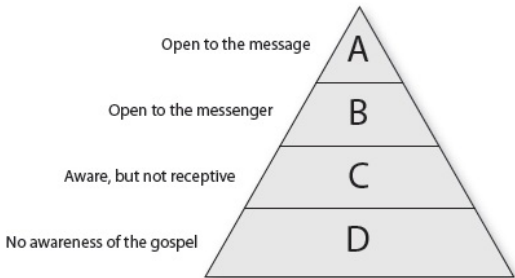 Open to the message
A
Open to the messenger
B
Aware, but not receptive
C
No awareness of the gospel
D